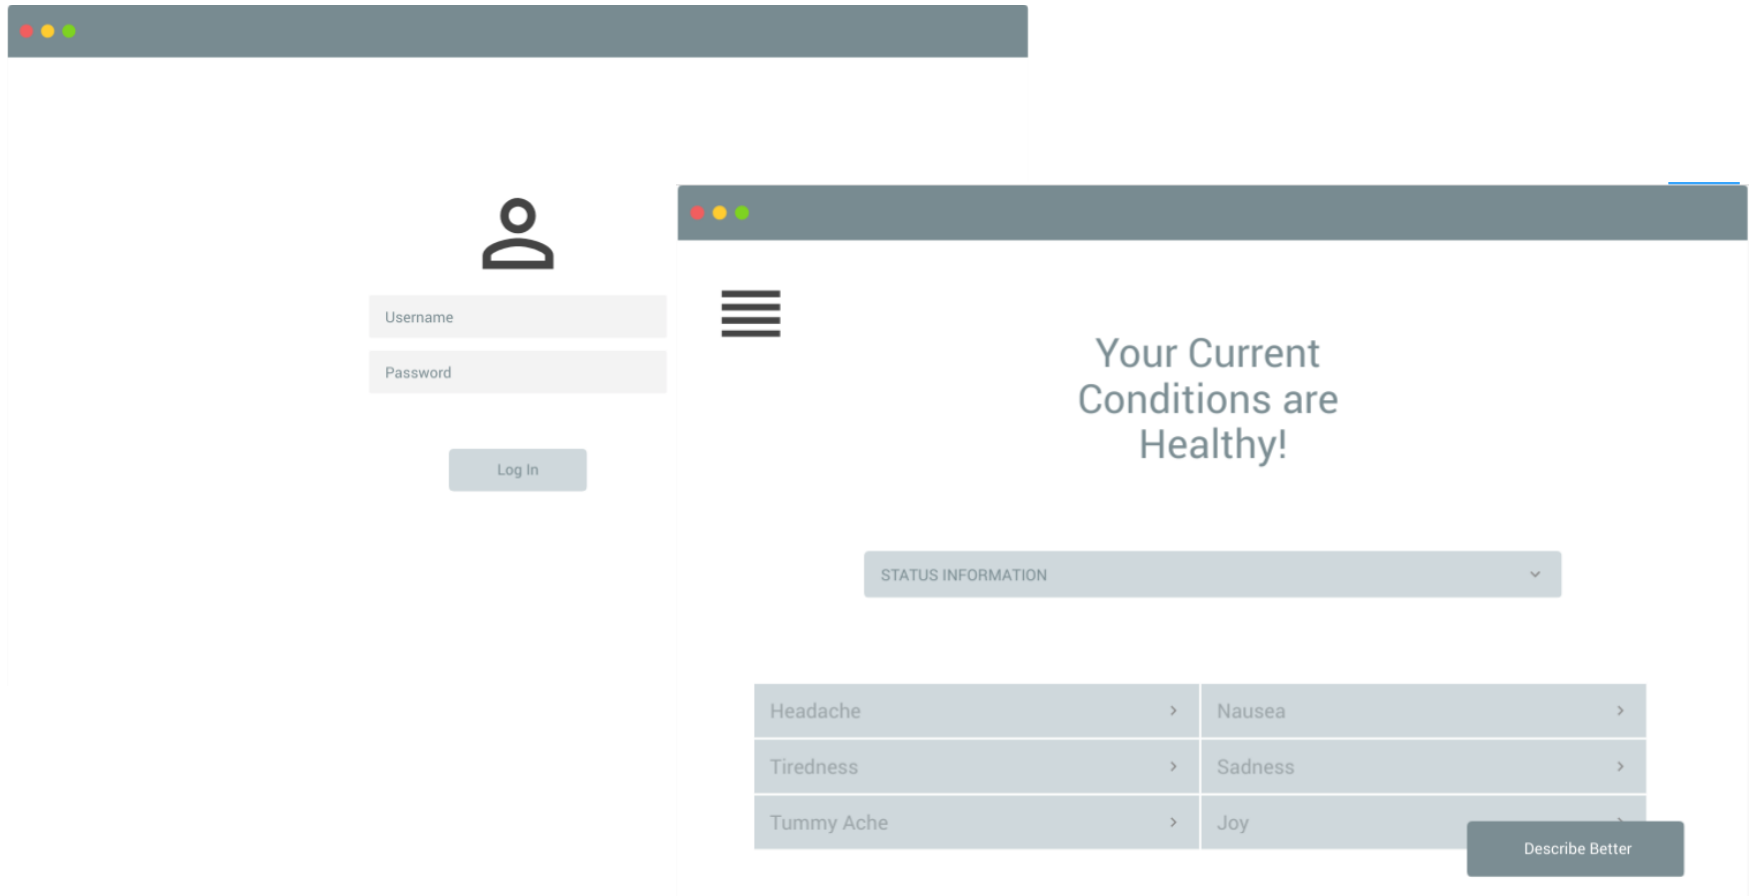 Username
Password
Log In
Your Current
Conditions are
Healthy!
STATUS INFORMATION
Headache
Nausea
Tiredness
Sadness
Tummy Ache
Joy
Describe Better